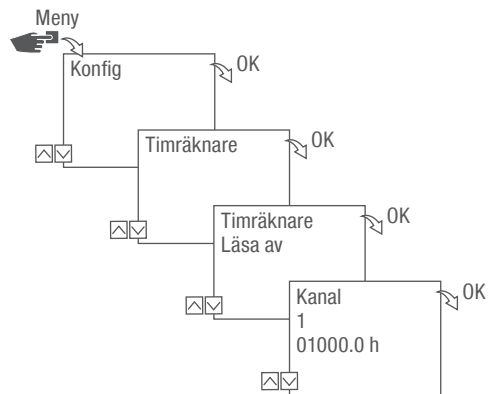 Meny
Konfig
OK
Timräknare
OK
Timräknare
Läsa av
OK
Kanal
1
01000.0 h
OK